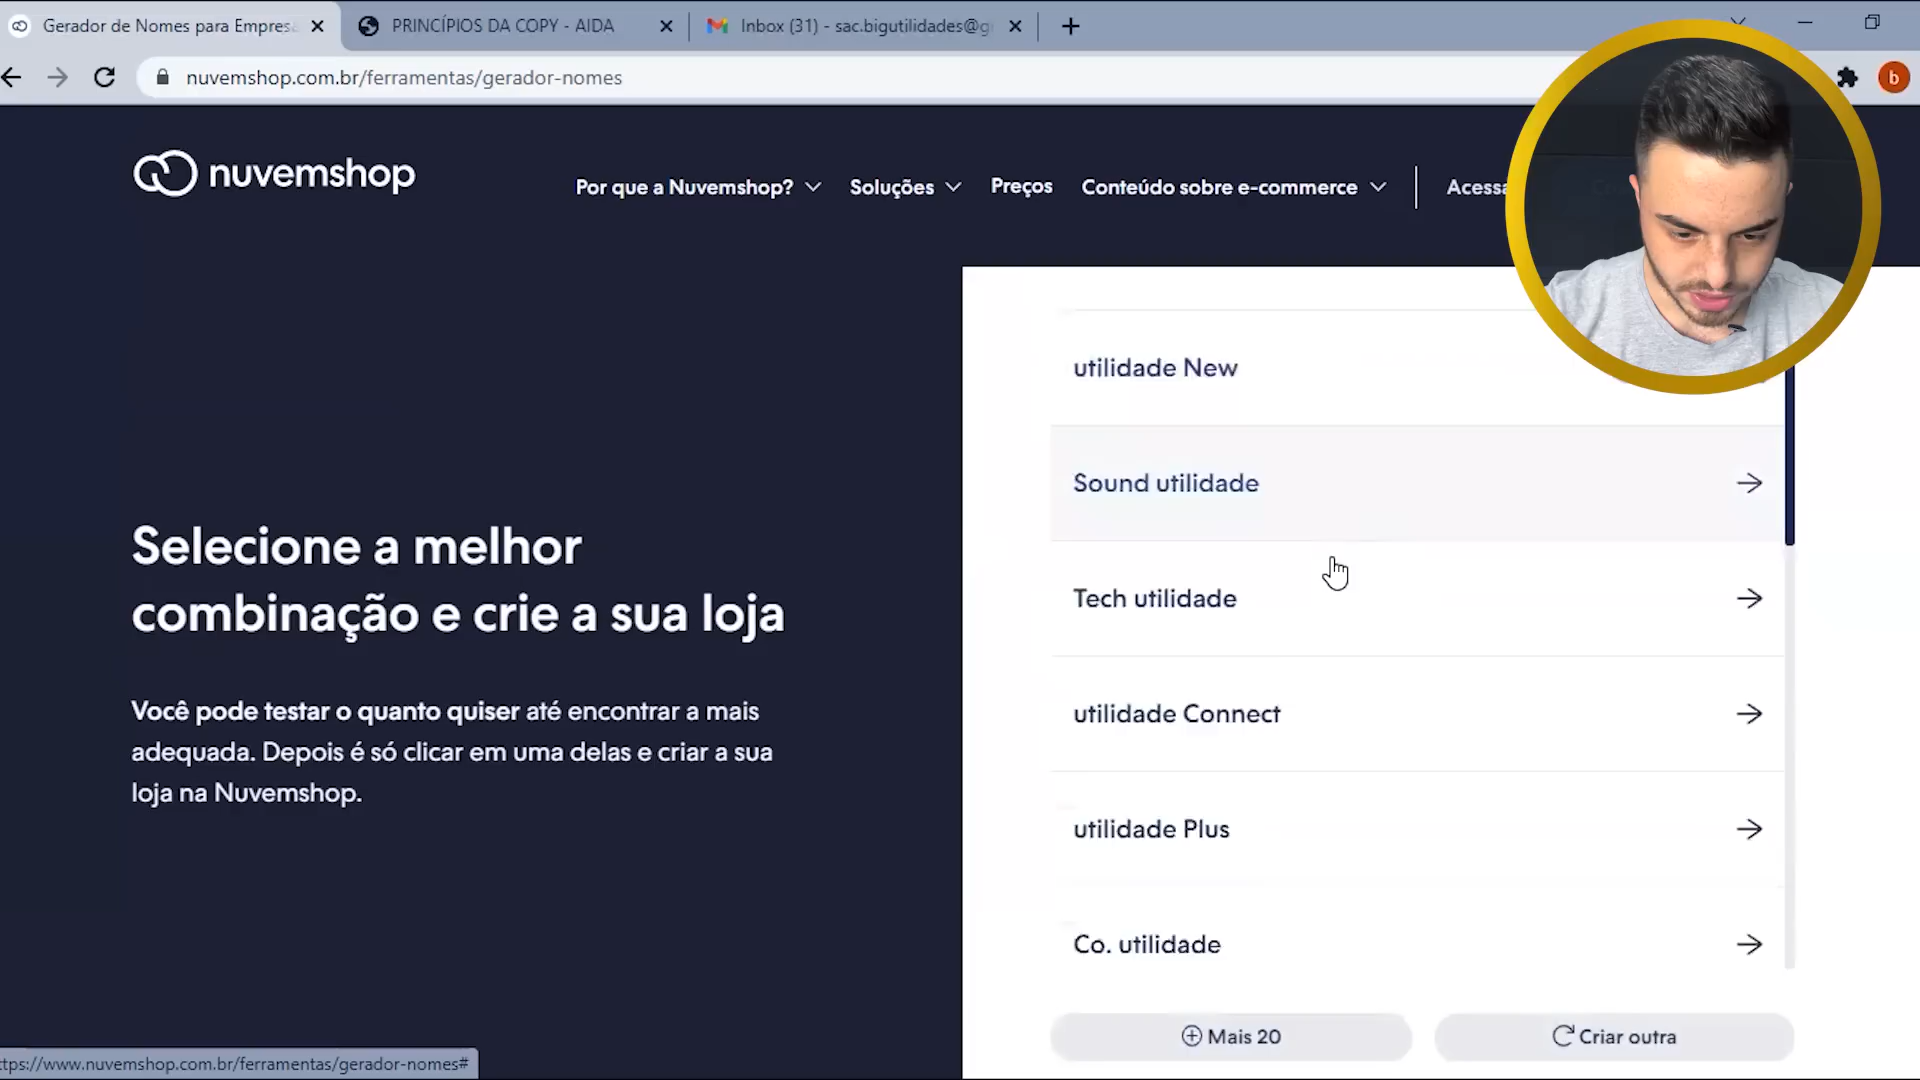 Gerador de Nomes para Empres
PRINCÍPIOS DA COPY - AIDA
Inbox (31) - sac.bigutilidades@g
nuvemshop.com.br/ferramentas/gerador-nomes
b
nuvemshop
Por que a Nuvemshop?
Soluções
Preços
Conteúdo sobre e-commerce
Acessa
utilidade New
Sound utilidade
Tech utilidade
utilidade Connect
utilidade Plus
Co. utilidade
Selecione a melhor
combinação e crie a sua loja
Você pode testar o quanto quiser até encontrar a mais
adequada. Depois é só clicar em uma delas e criar a sua
loja na Nuvemshop.
Mais 20
Criar outra
ttps://www.nuvemshop.com.br/ferramentas/gerador-nomes#